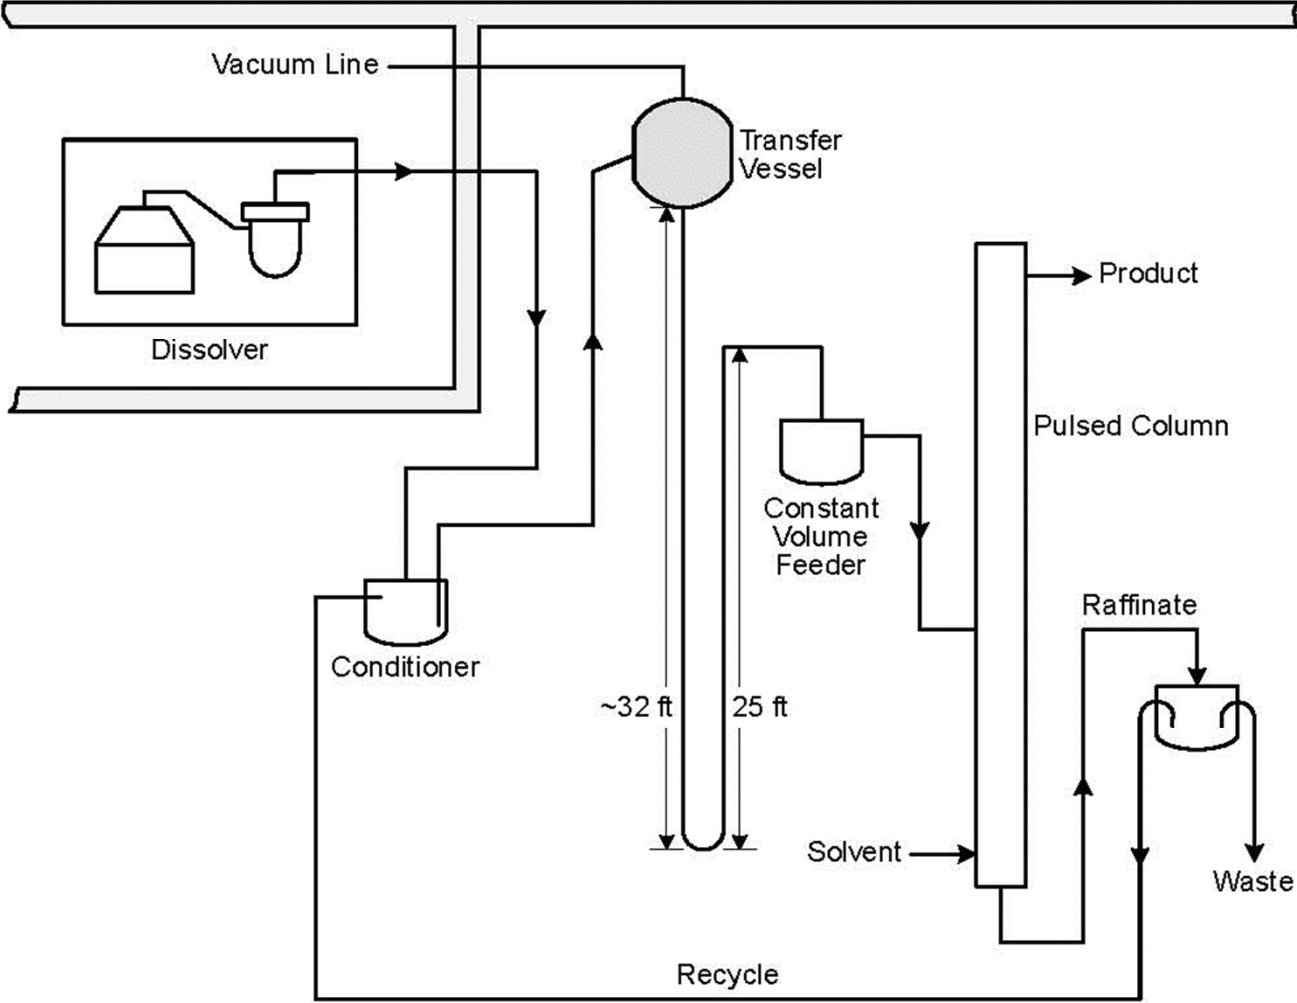 Vacuum Line
Transfer
Vessel
Dissolver
Product
Pulsed Column
Constant
Volume
Feeder
Conditioner
Raffinate
~32 ft
25 ft
Solvent
Waste
Recycle